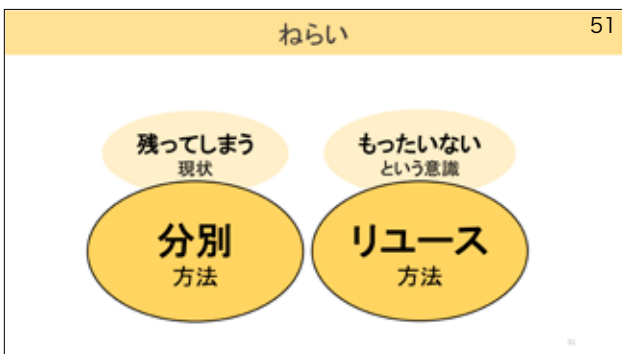 ねらい
51
残ってしまう
現状
もったいない
という意識
分別
方法
リユース
方法